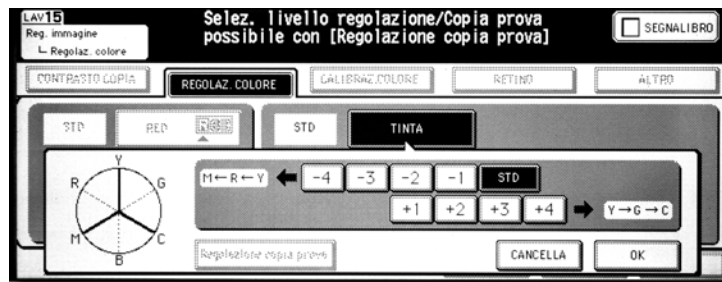 LAV15
Reg. immagine
Regolaz. colore
Selez. livello regolazione/Copia prova
possibile con [Regolazione copia prova]
SEGNALIBRO
CONTRASTO COPIA
REGOLAZ. COLORE
CALIBRAZ.COLORE
RETINO
ALTRO
STD
RED
RGB
STD
TINTA
Y
R
G
M
C
B
M←R←Y
-4
-3
-2
-1
STD
+1
+2
+3
+4
Y→G→C
Regolazione copia prova
CANCELLA
OK